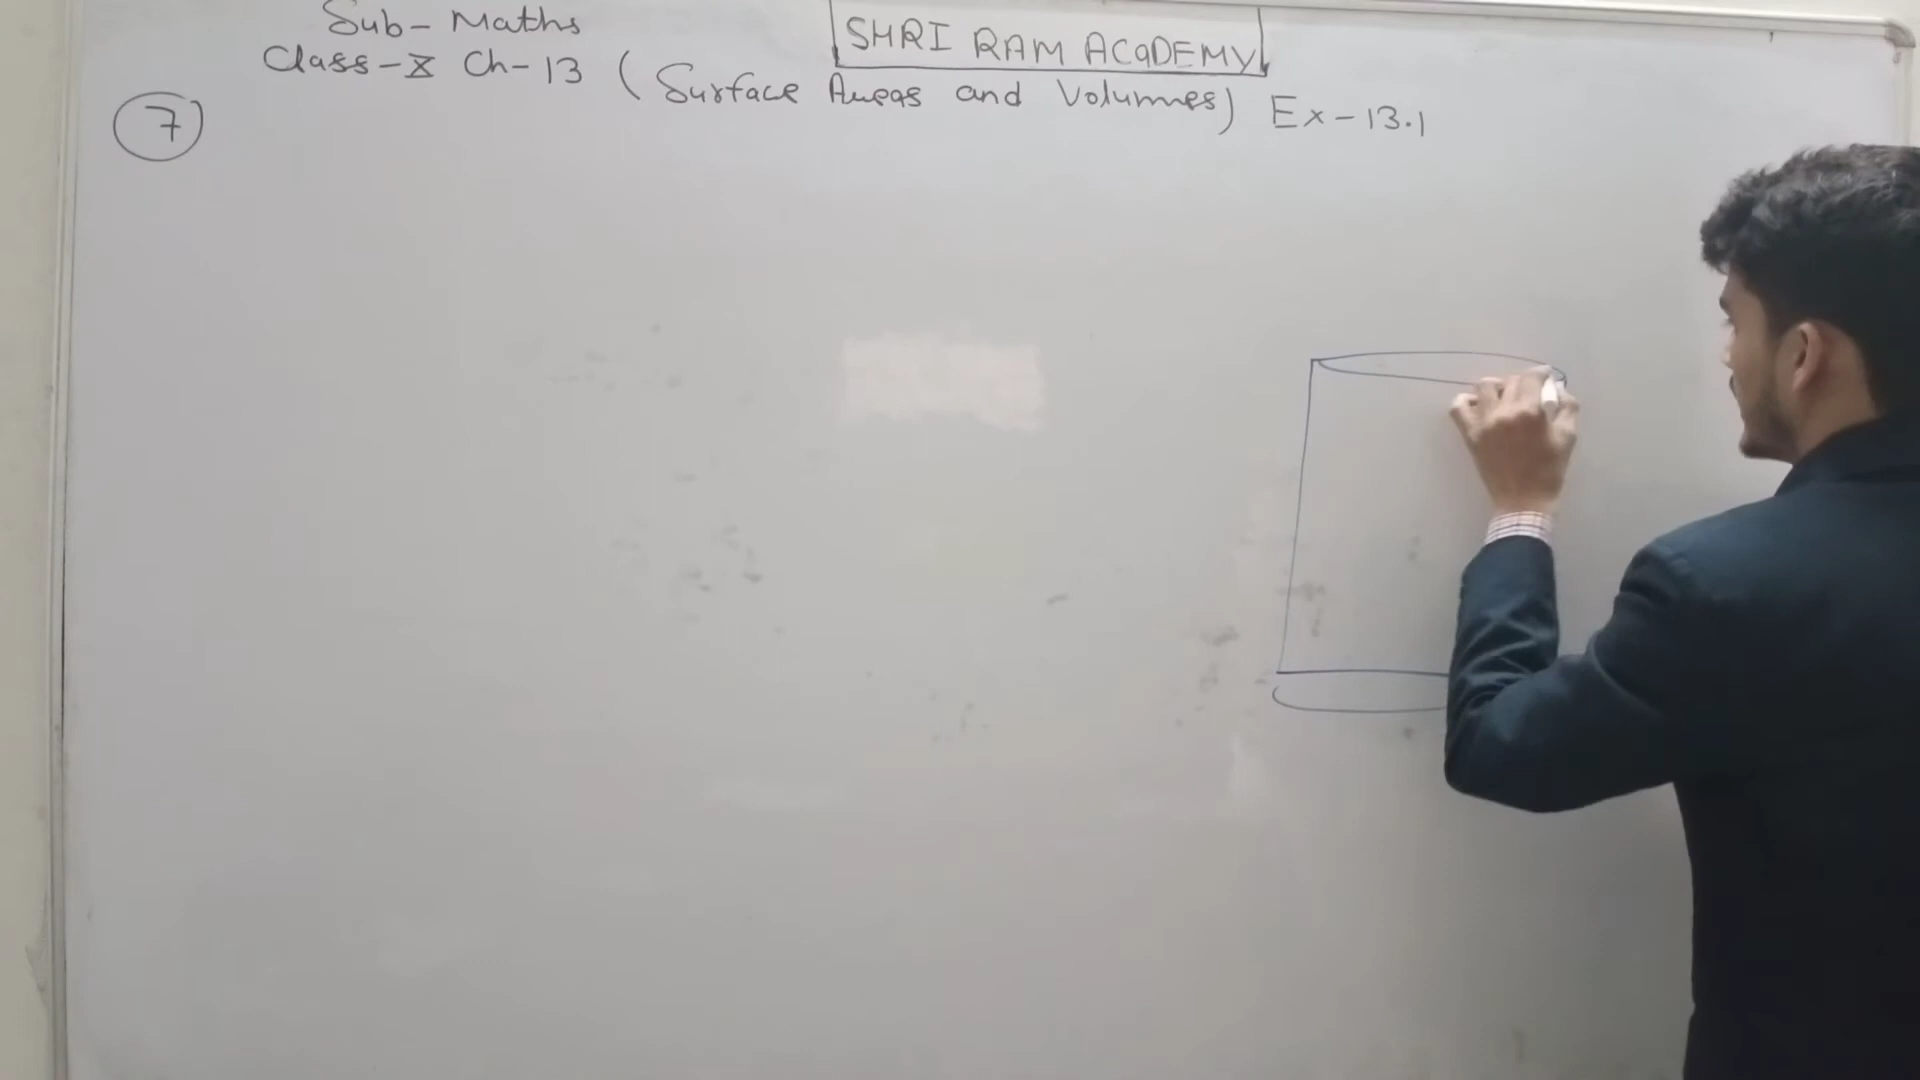 Sub- Maths
SHRI RAM ACADEMY
Class-X Ch-13 (Surface Areas and Volumes) Ex-13.1
7